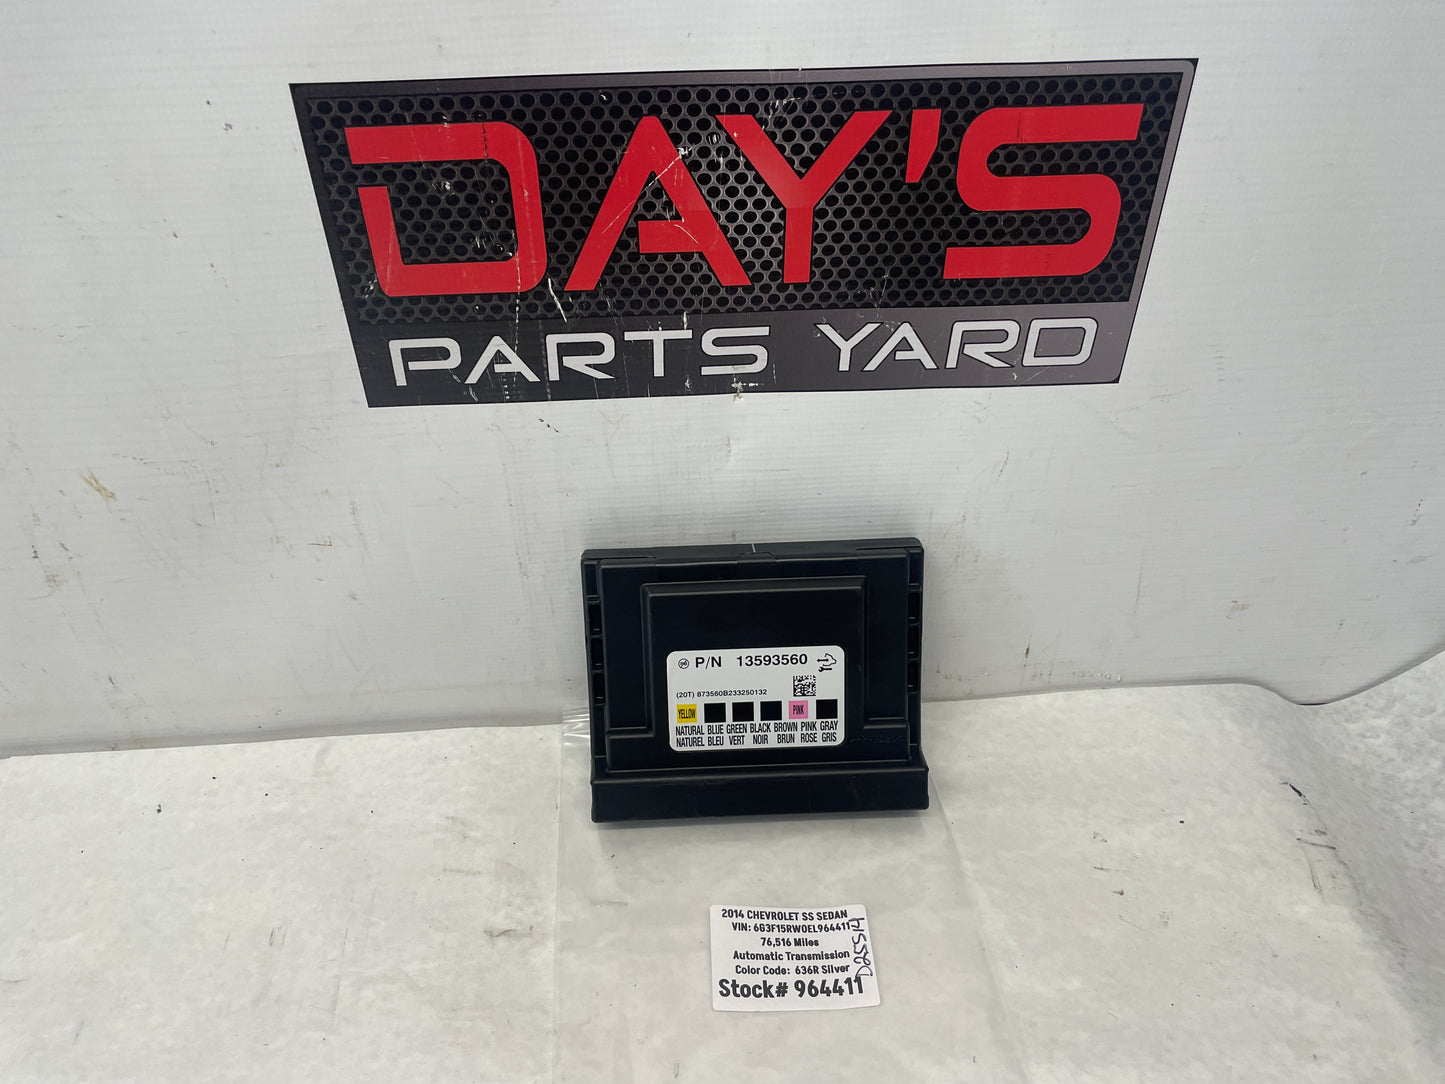 DAY'S
PARTS YARD
P/N 13593560
(20T) 873560B233250132
YELLOW PINK
NATURAL BLUE GREEN BLACK BROWN PINK GRAY
NATUREL BLEU VERT NOIR BRUN ROSE GRIS
2014 CHEVROLET SS SEDAN
VIN: 6G3F15RW0EL964411
76,516 Miles
Automatic Transmission
Color Code: 636R Silver
Stock# 964411
D25S14